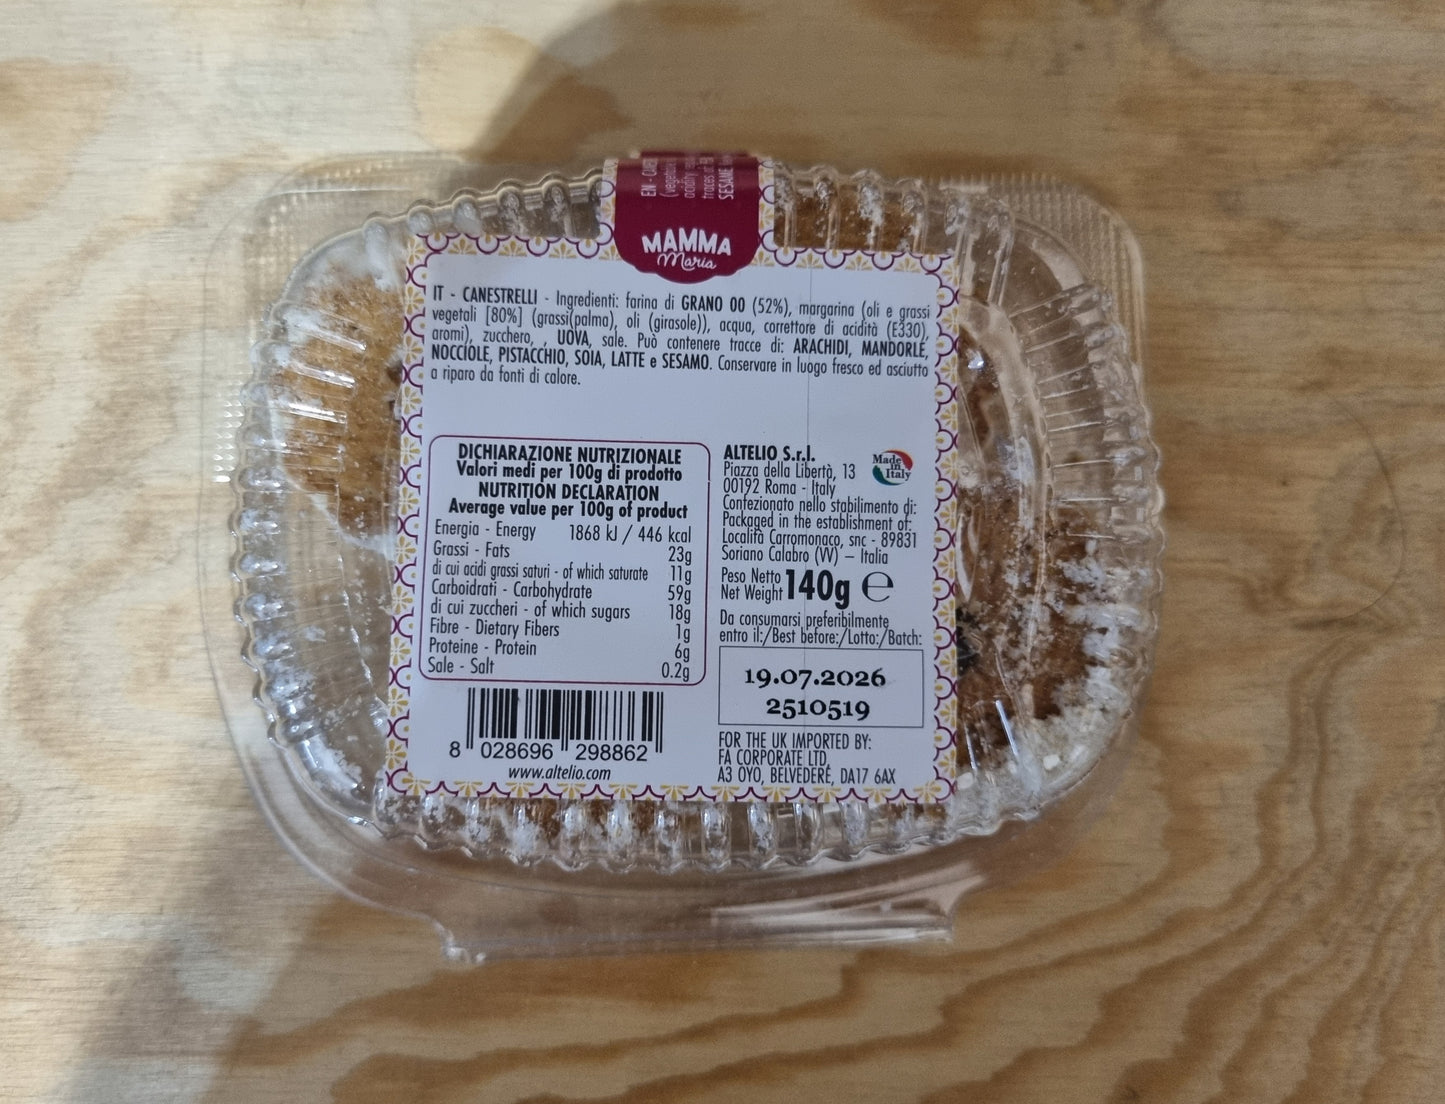 EN - C
(vegeta
acidity
traces of
SESAME
MAMMA
Maria
IT - CANESTRELLI - Ingredienti: farina di GRANO 00 (52%), margarina (oli e grassi
vegetali [80%] (grassi(palma), oli (girasole)), acqua, correttore di acidità (E330),
aromi), zucchero, , UOVA, sale. Può contenere tracce di: ARACHIDI, MANDORLE,
NOCCIOLE, PISTACCHIO, SOIA, LATTE e SESAMO. Conservare in luogo fresco ed asciutto
a riparo da fonti di calore.
DICHIARAZIONE NUTRIZIONALE
Valori medi per 100g di prodotto
NUTRITION DECLARATION
Average value per 100g of product
Energia - Energy 1868 kJ / 446 kcal
Grassi - Fats 23g
di cui acidi grassi saturi - of which saturate 11g
Carboidrati - Carbohydrate 59g
di cui zuccheri - of which sugars 18g
Fibre - Dietary Fibers 1g
Proteine - Protein 6g
Sale - Salt 0.2g
8 028696 298862
www.altelio.com
ALTELIO S.r.l.
Piazza della Libertà, 13
00192 Roma - Italy
Made in Italy
Confezionato nello stabilimento di:
Packaged in the establishment of:
Località Carromonaco, snc - 89831
Soriano Calabro (VV) – Italia
Peso Netto
Net Weight 140g e
Da consumarsi preferibilmente
entro il:/Best before:/Lotto:/Batch:
19.07.2026
2510519
FOR THE UK IMPORTED BY:
FA CORPORATE LTD,
A3 OYO, BELVEDERE, DA17 6AX